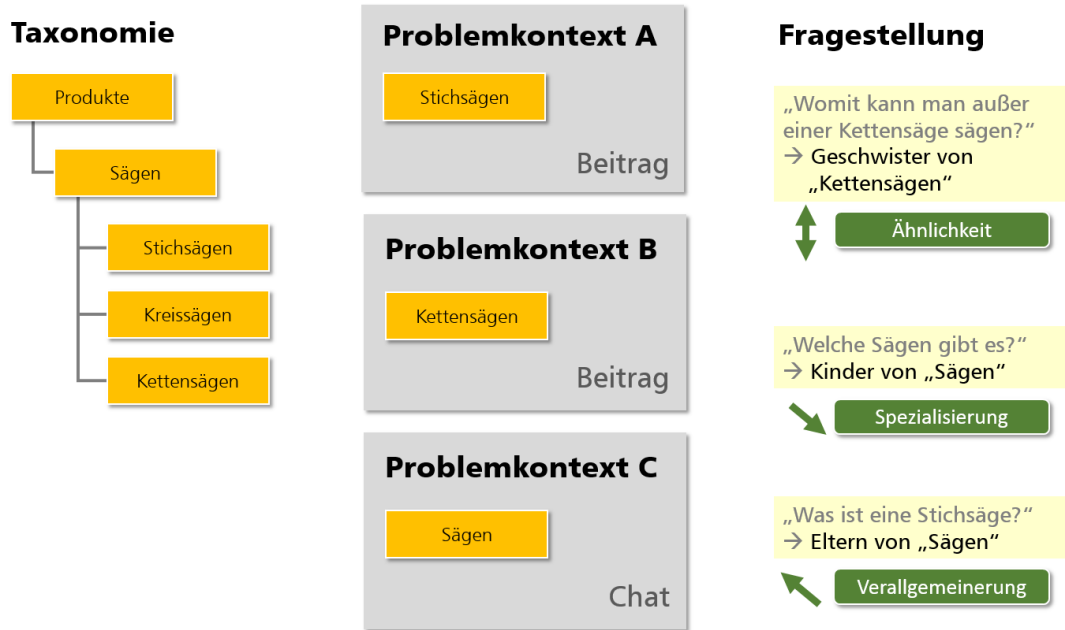 Taxonomie
Produkte
Sägen
Stichsägen
Kreissägen
Kettensägen
Problemkontext A
Stichsägen
Beitrag
Problemkontext B
Kettensägen
Beitrag
Problemkontext C
Sägen
Chat
Fragestellung
„Womit kann man außer
einer Kettensäge sägen?“
→ Geschwister von
„Kettensägen“
Ähnlichkeit
„Welche Sägen gibt es?“
→ Kinder von „Sägen“
Spezialisierung
„Was ist eine Stichsäge?“
→ Eltern von „Sägen“
Verallgemeinerung